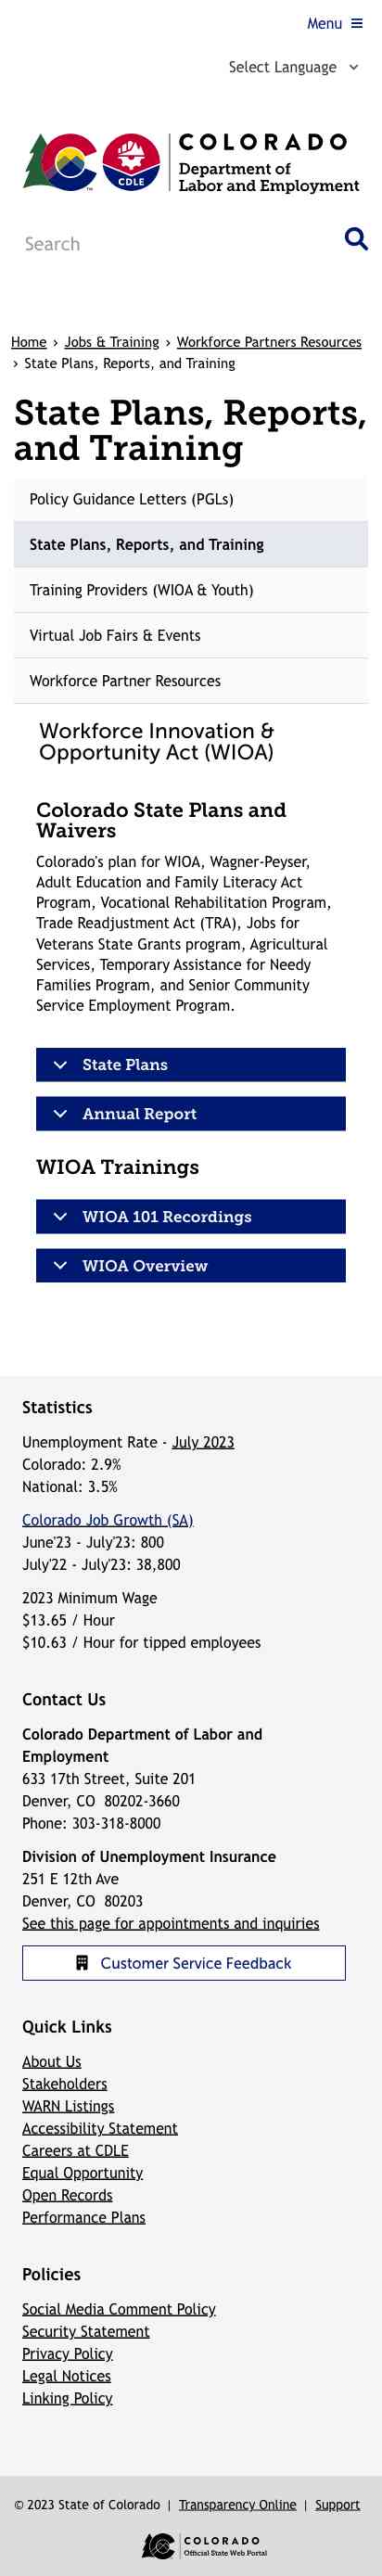 Menu
Select Language
CO
CDLE
COLORADO
Department of
Labor and Employment
TM
Search
Home › Jobs & Training › Workforce Partners Resources
› State Plans, Reports, and Training
State Plans, Reports,
and Training
Policy Guidance Letters (PGLs)
State Plans, Reports, and Training
Training Providers (WIOA & Youth)
Virtual Job Fairs & Events
Workforce Partner Resources
Workforce Innovation &
Opportunity Act (WIOA)
Colorado State Plans and
Waivers
Colorado's plan for WIOA, Wagner-Peyser,
Adult Education and Family Literacy Act
Program, Vocational Rehabilitation Program,
Trade Readjustment Act (TRA), Jobs for
Veterans State Grants program, Agricultural
Services, Temporary Assistance for Needy
Families Program, and Senior Community
Service Employment Program.
State Plans
Annual Report
WIOA Trainings
WIOA 101 Recordings
WIOA Overview
Statistics
Unemployment Rate - July 2023
Colorado: 2.9%
National: 3.5%
Colorado Job Growth (SA)
June'23 - July'23: 800
July'22 - July'23: 38,800
2023 Minimum Wage
$13.65 / Hour
$10.63 / Hour for tipped employees
Contact Us
Colorado Department of Labor and
Employment
633 17th Street, Suite 201
Denver, CO  80202-3660
Phone: 303-318-8000
Division of Unemployment Insurance
251 E 12th Ave
Denver, CO  80203
See this page for appointments and inquiries
Customer Service Feedback
Quick Links
About Us
Stakeholders
WARN Listings
Accessibility Statement
Careers at CDLE
Equal Opportunity
Open Records
Performance Plans
Policies
Social Media Comment Policy
Security Statement
Privacy Policy
Legal Notices
Linking Policy
© 2023 State of Colorado | Transparency Online | Support
CO
COLORADO
Official State Web Portal